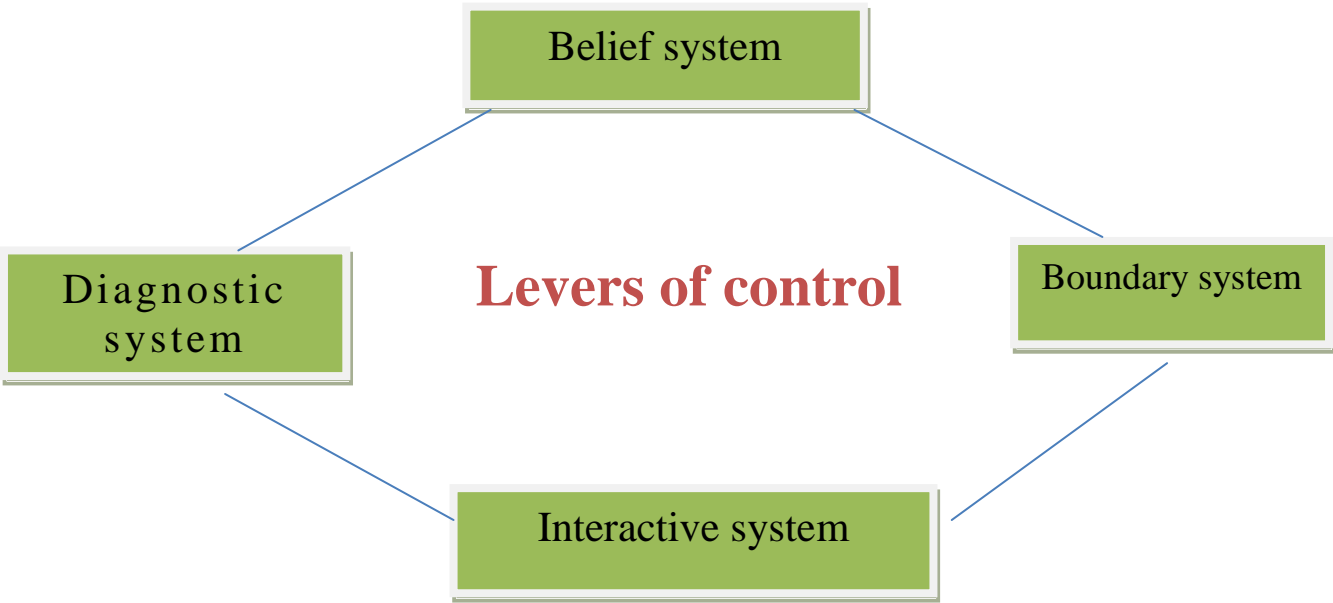 Belief system
Diagnostic
system
Levers of control
Boundary system
Interactive system